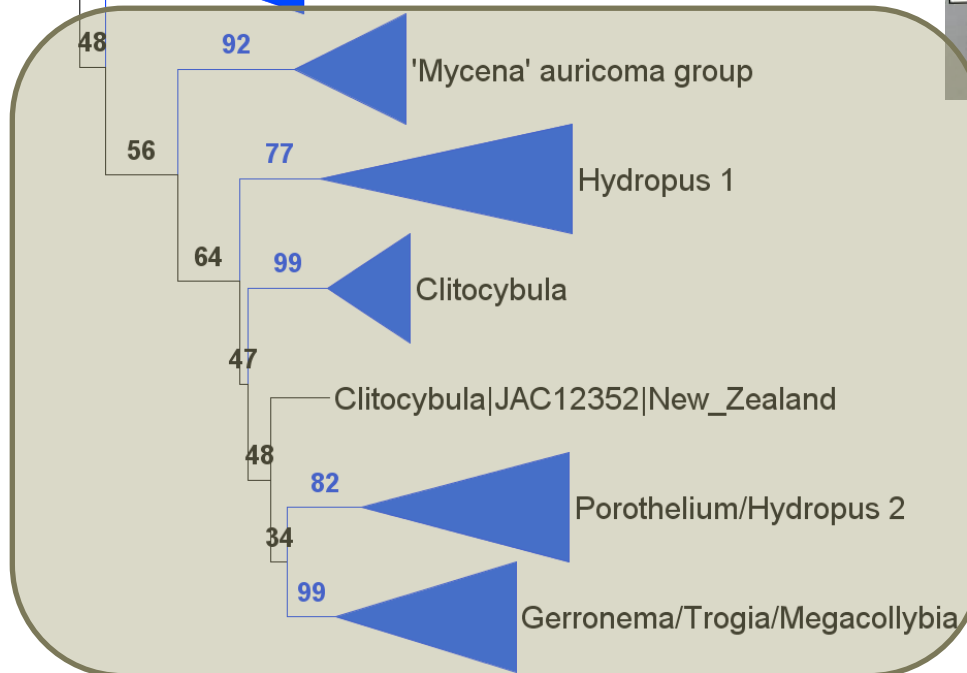 48
92
'Mycena' auricoma group
56
77
Hydropus 1
64
99
Clitocybula
47
Clitocybula|JAC12352|New_Zealand
48
82
Porothelium/Hydropus 2
34
99
Gerronema/Trogia/Megacollybia